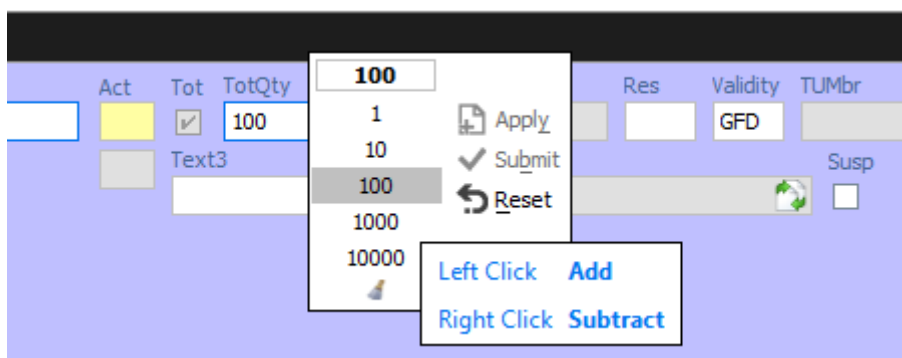 Act Tot TotQty Res Validity TUMbr
100 GFD
Text3 Susp
100
1
10
100
1000
10000
Apply
Submit
Reset
Left Click Add
Right Click Subtract